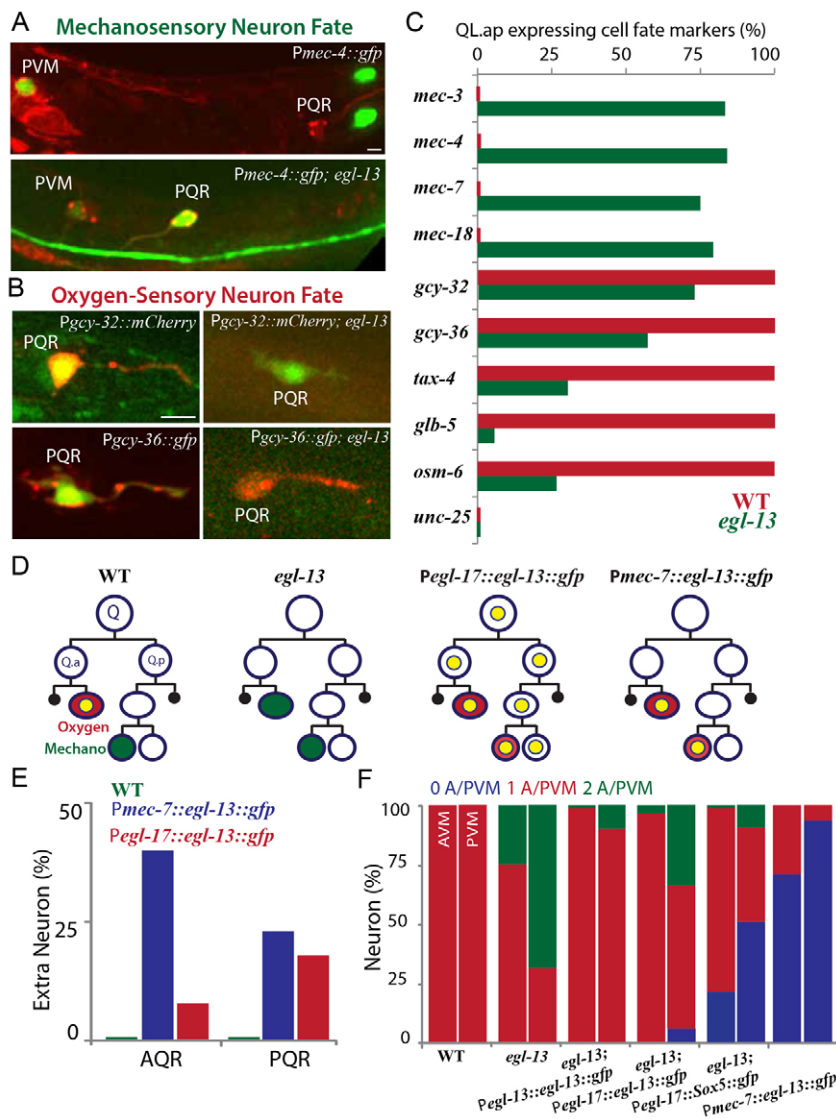 A
Mechanosensory Neuron Fate
Pmec-4::gfp
PVM
PQR
Pmec-4::gfp; egl-13
PVM
PQR
B
Oxygen-Sensory Neuron Fate
Pgcy-32::mCherry
PQR
Pgcy-32::mCherry; egl-13
PQR
Pgcy-36::gfp
PQR
Pgcy-36::gfp; egl-13
PQR
C
QL.ap expressing cell fate markers (%)
0 25 50 75 100
mec-3
mec-4
mec-7
mec-18
gcy-32
gcy-36
tax-4
glb-5
osm-6
unc-25
WT
egl-13
D
WT
egl-13
Pegl-17::egl-13::gfp
Pmec-7::egl-13::gfp
Q
Q.a
Q.p
Oxygen
Mechano
E
WT
Pmec-7::egl-13::gfp
Pegl-17::egl-13::gfp
Extra Neuron (%)
50
25
0
AQR
PQR
F
0 A/PVM 1 A/PVM 2 A/PVM
Neuron (%)
100
75
50
25
0
AVM
PVM
WT
egl-13
egl-13;
Pegl-13::egl-13::gfp
egl-13;
Pegl-17::egl-13::gfp
egl-13;
Pegl-17::Sox5::gfp
Pmec-7::egl-13::gfp